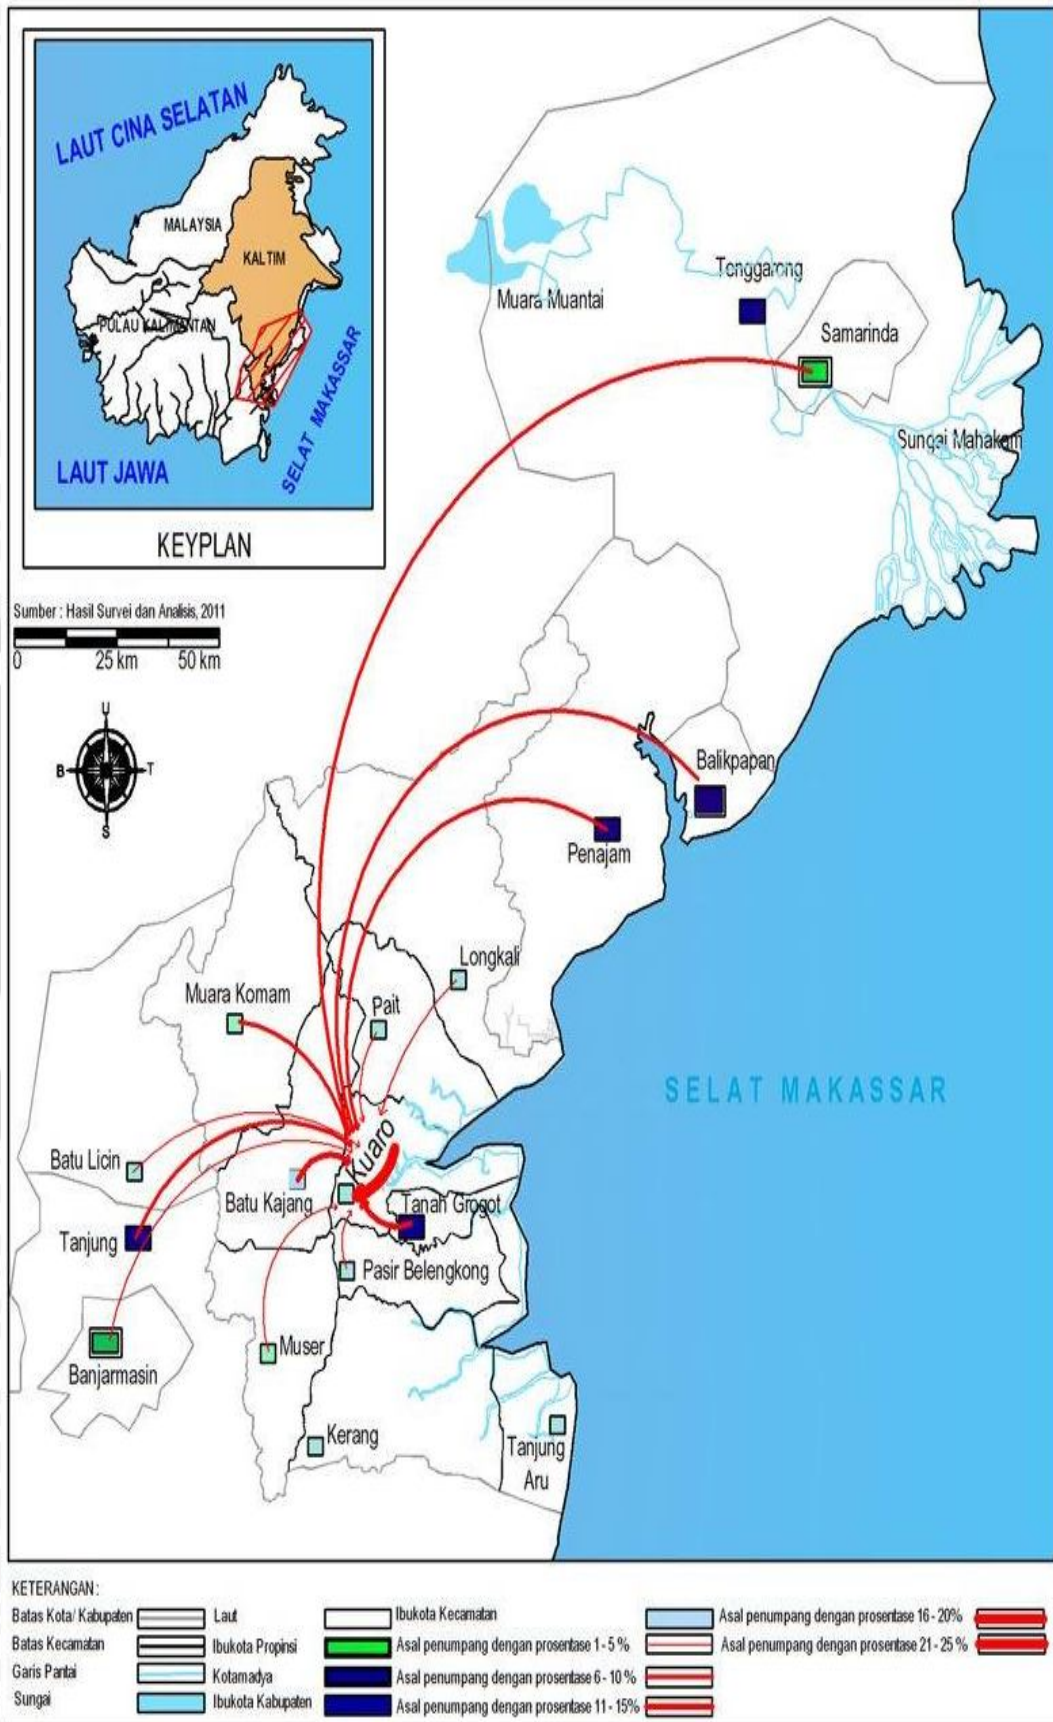 LAUT CINA SELATAN
MALAYSIA
KALTIM
PULAU KALIMANTAN
SELAT MAKASSAR
LAUT JAWA
KEYPLAN
Sumber : Hasil Survei dan Analisis, 2011
0 25 km 50 km
U
B T
S
Tenggarong
Muara Muantai
Samarinda
Sungai Mahakam
Balikpapan
Penajam
Longkali
Muara Komam
Pait
SELAT MAKASSAR
Kuaro
Batu Licin
Batu Kajang
Tanah Grogot
Tanjung
Pasir Belengkong
Muser
Banjarmasin
Kerang
Tanjung
Aru
KETERANGAN :
Batas Kota/ Kabupaten Laut Ibukota Kecamatan Asal penumpang dengan prosentase 16 - 20%
Batas Kecamatan Ibukota Propinsi Asal penumpang dengan prosentase 1 - 5 % Asal penumpang dengan prosentase 21 - 25 %
Garis Pantai Kotamadya Asal penumpang dengan prosentase 6 - 10 %
Sungai Ibukota Kabupaten Asal penumpang dengan prosentase 11 - 15%